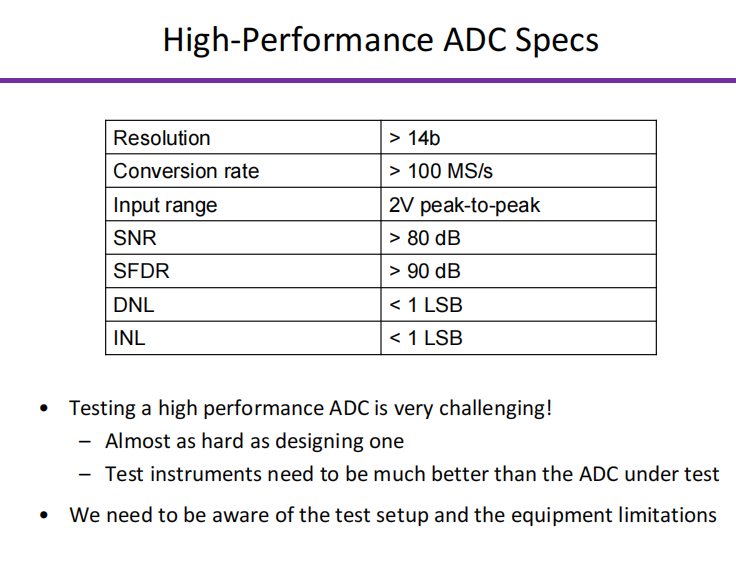 High-Performance ADC Specs
Resolution > 14b
Conversion rate > 100 MS/s
Input range 2V peak-to-peak
SNR > 80 dB
SFDR > 90 dB
DNL < 1 LSB
INL < 1 LSB
• Testing a high performance ADC is very challenging!
– Almost as hard as designing one
– Test instruments need to be much better than the ADC under test
• We need to be aware of the test setup and the equipment limitations